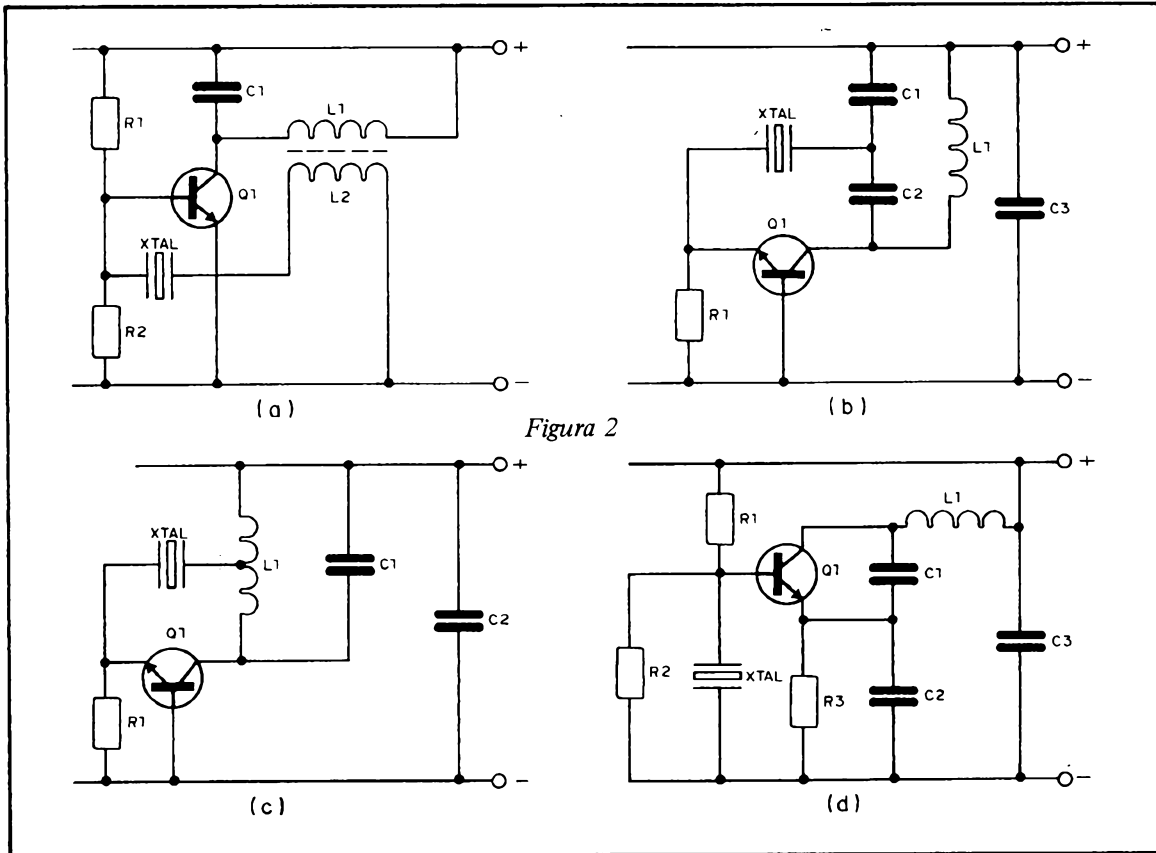 +
C1
L1
R1
Q1
L2
XTAL
R2
-
(a)
+
C1
XTAL
L1
C2
C3
Q1
R1
-
(b)
Figura 2
+
XTAL
L1
C1
Q1
C2
R1
-
(c)
+
L1
R1
Q1
C1
C3
R2
XTAL
R3
C2
-
(d)